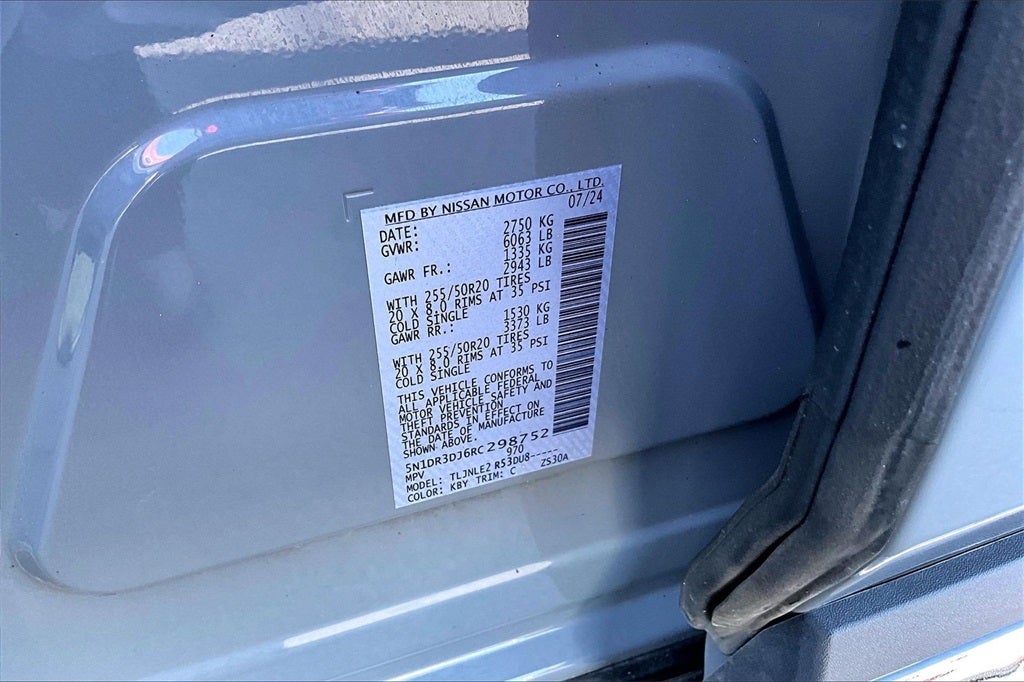 MFD BY NISSAN MOTOR CO., LTD.
DATE: 07/24
GVWR: 2750 KG
6063 LB
GAWR FR.: 1335 KG
2943 LB
WITH 255/50R20 TIRES
20 X 8.0 RIMS AT 35 PSI
COLD SINGLE
GAWR RR.: 1530 KG
3373 LB
WITH 255/50R20 TIRES
20 X 8.0 RIMS AT 35 PSI
COLD SINGLE
THIS VEHICLE CONFORMS TO
ALL APPLICABLE FEDERAL
MOTOR VEHICLE SAFETY AND
THEFT PREVENTION
STANDARDS IN EFFECT ON
THE DATE OF MANUFACTURE
SHOWN ABOVE.
5N1DR3DJ6RC298752
MPV 970
MODEL: TLJNLE2 R53DU8-----
COLOR: KBY TRIM: C ZS30A